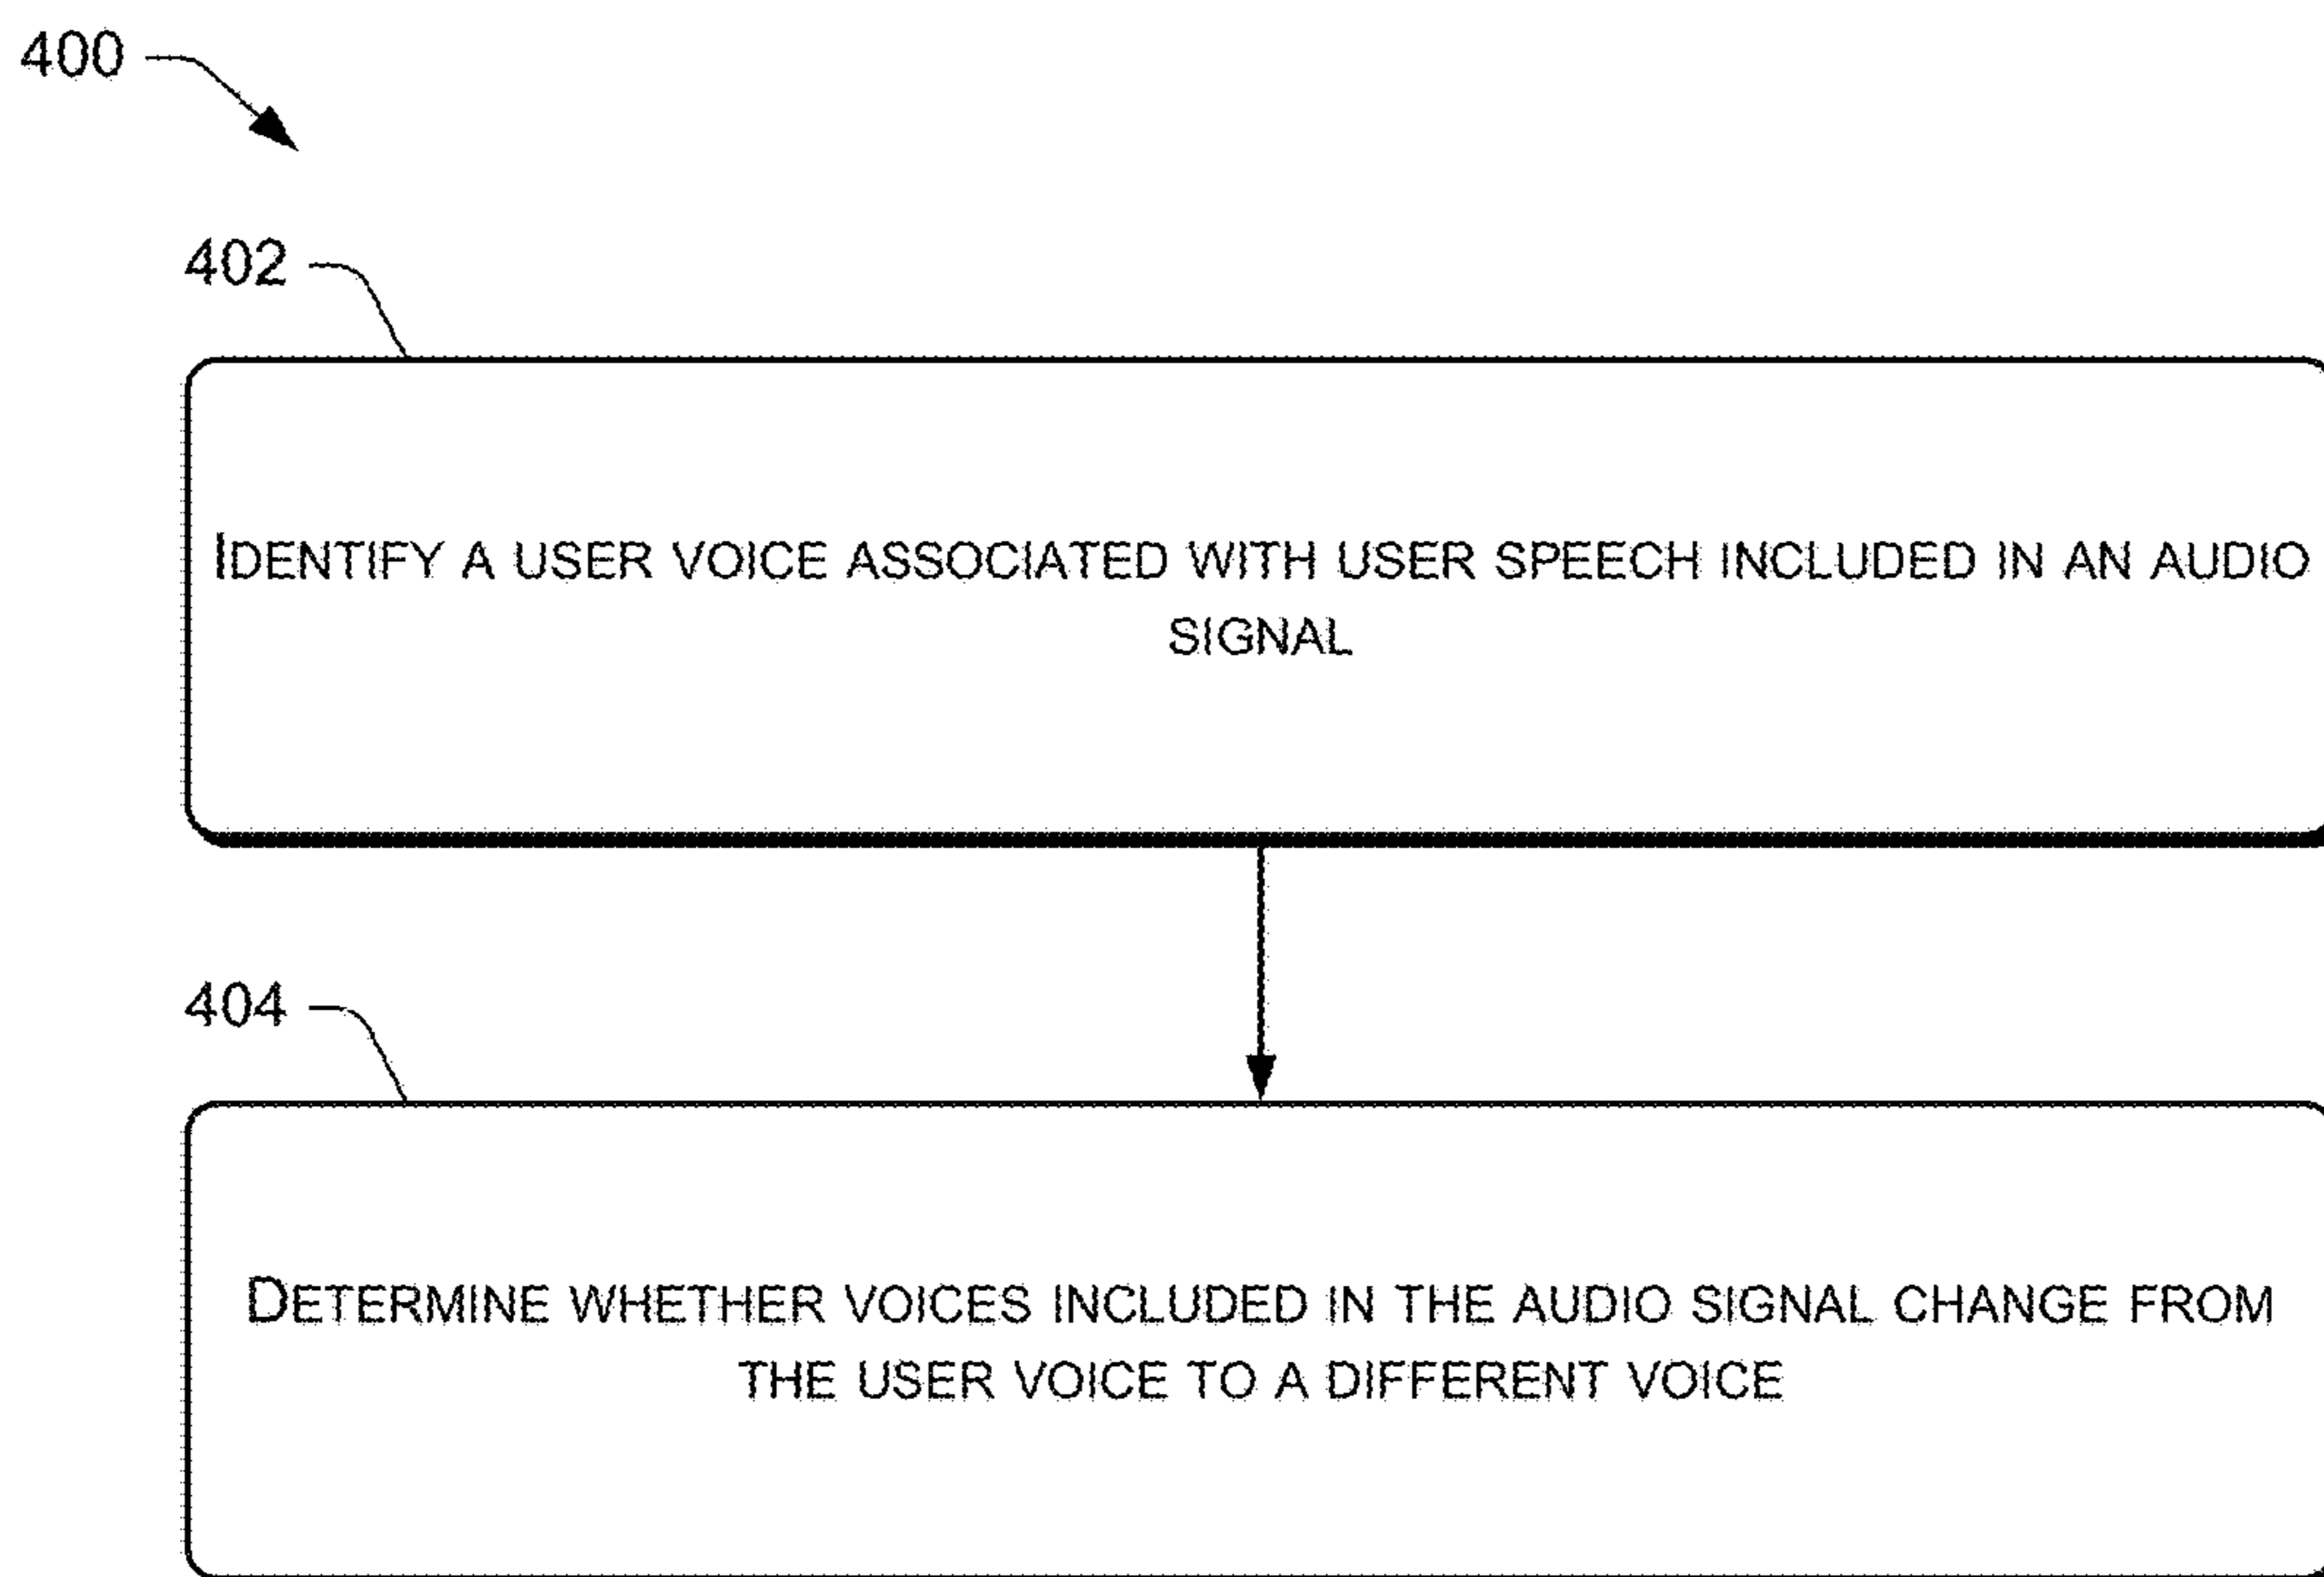 400
402
IDENTIFY A USER VOICE ASSOCIATED WITH USER SPEECH INCLUDED IN AN AUDIO
SIGNAL
404
DETERMINE WHETHER VOICES INCLUDED IN THE AUDIO SIGNAL CHANGE FROM
THE USER VOICE TO A DIFFERENT VOICE